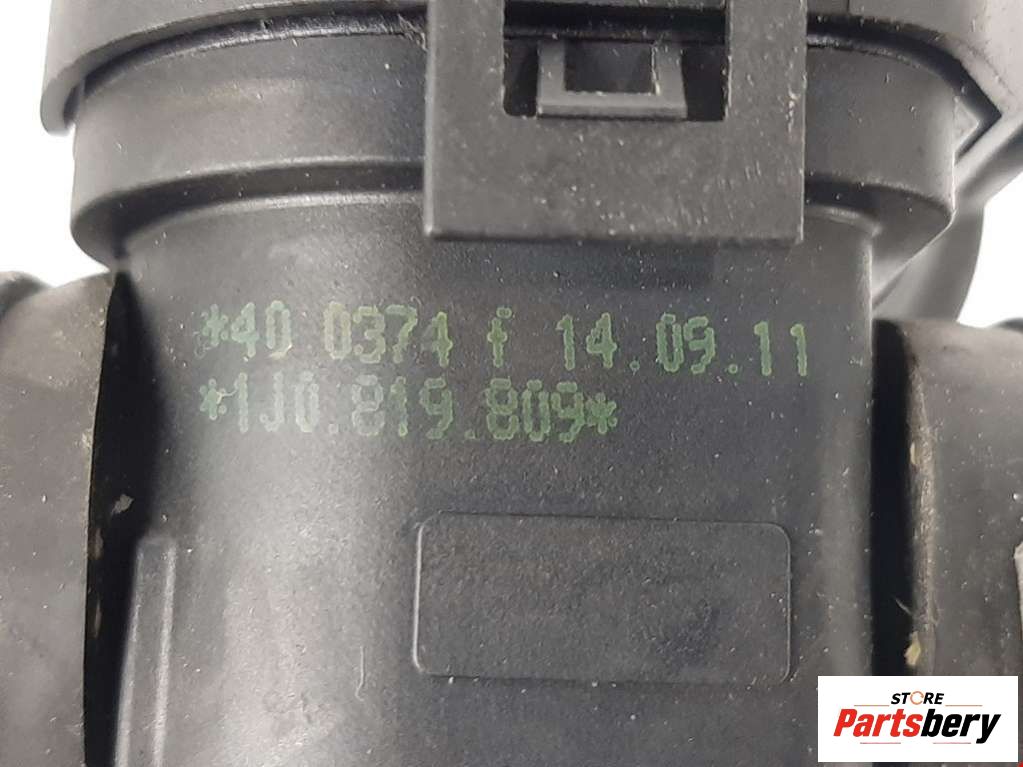 *40 0374 f 14.09.11
*1J0.819.809*
STORE
Partsbery